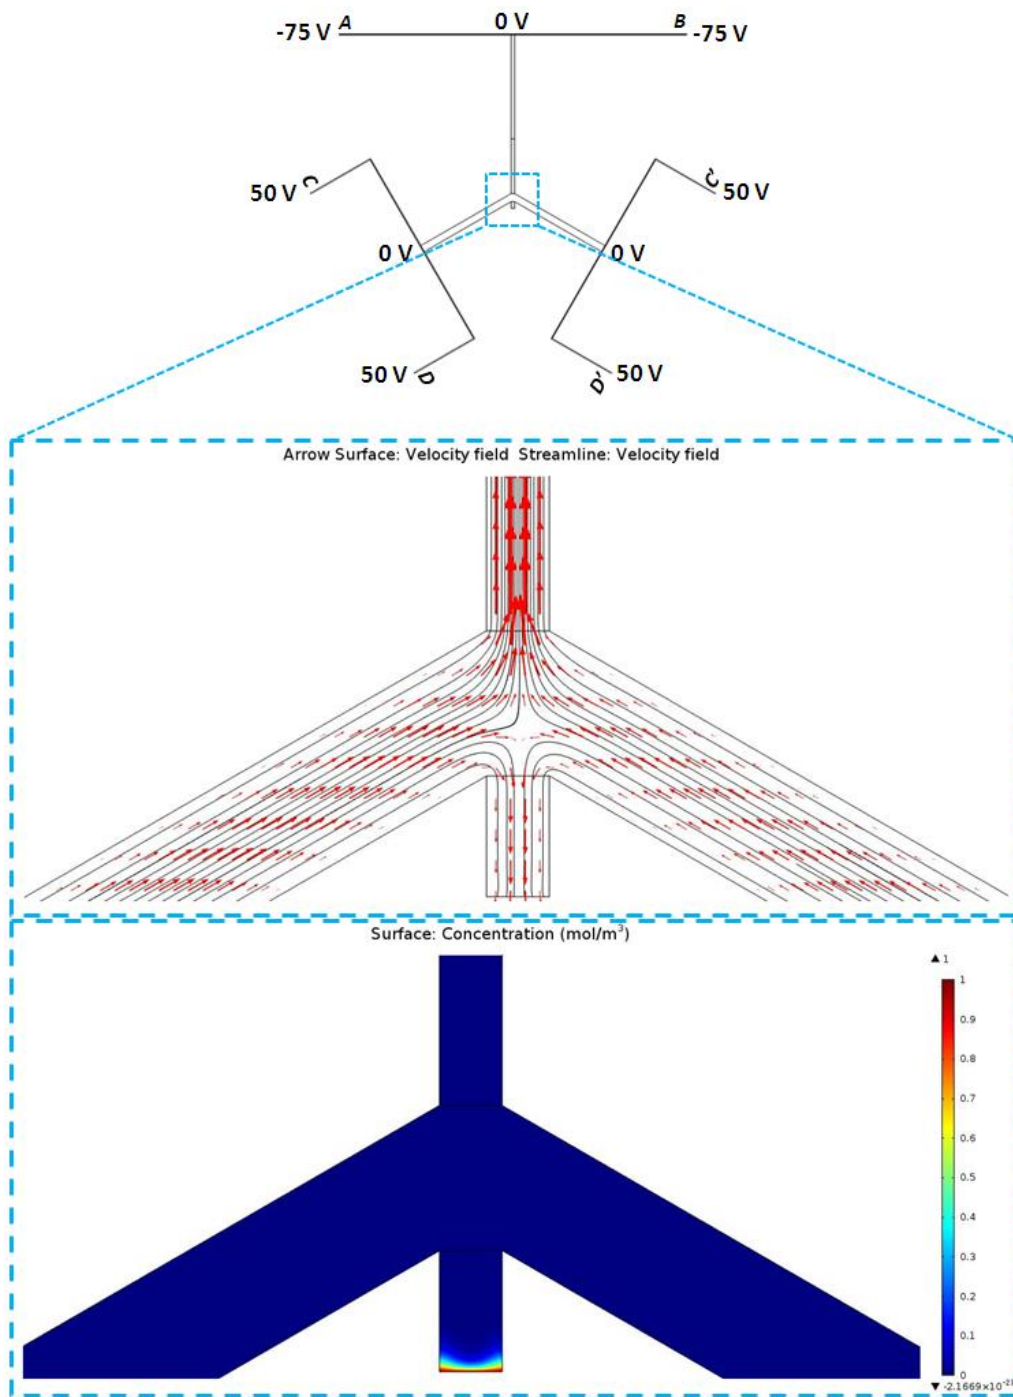 -75 V A 0 V B -75 V
50 V C C' 50 V
0 V 0 V
50 V D D' 50 V
Arrow Surface: Velocity field Streamline: Velocity field
Surface: Concentration (mol/m³)
▲ 1
1
0.9
0.8
0.7
0.6
0.5
0.4
0.3
0.2
0.1
0